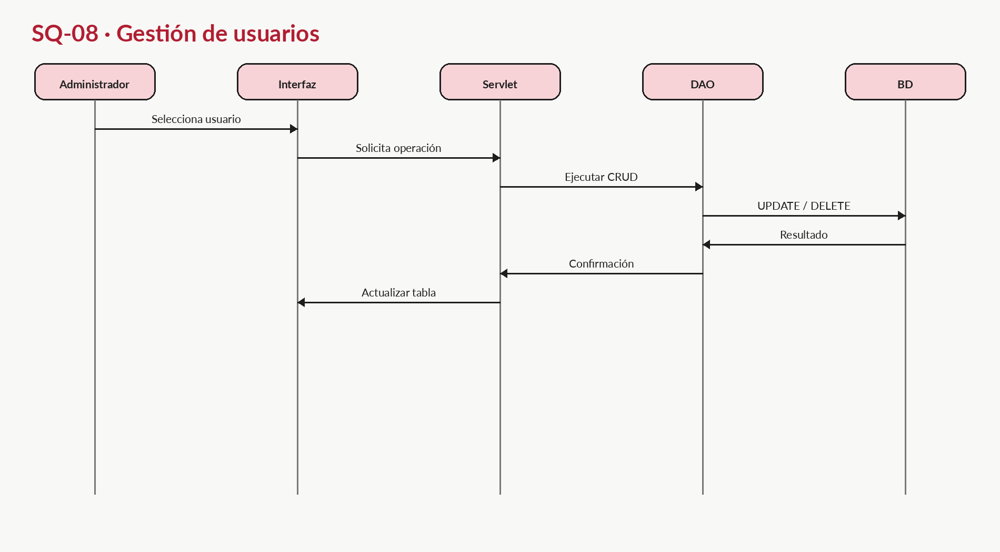 SQ-08 · Gestión de usuarios
Administrador
Interfaz
Servlet
DAO
BD
Selecciona usuario
Solicita operación
Ejecutar CRUD
UPDATE / DELETE
Resultado
Confirmación
Actualizar tabla